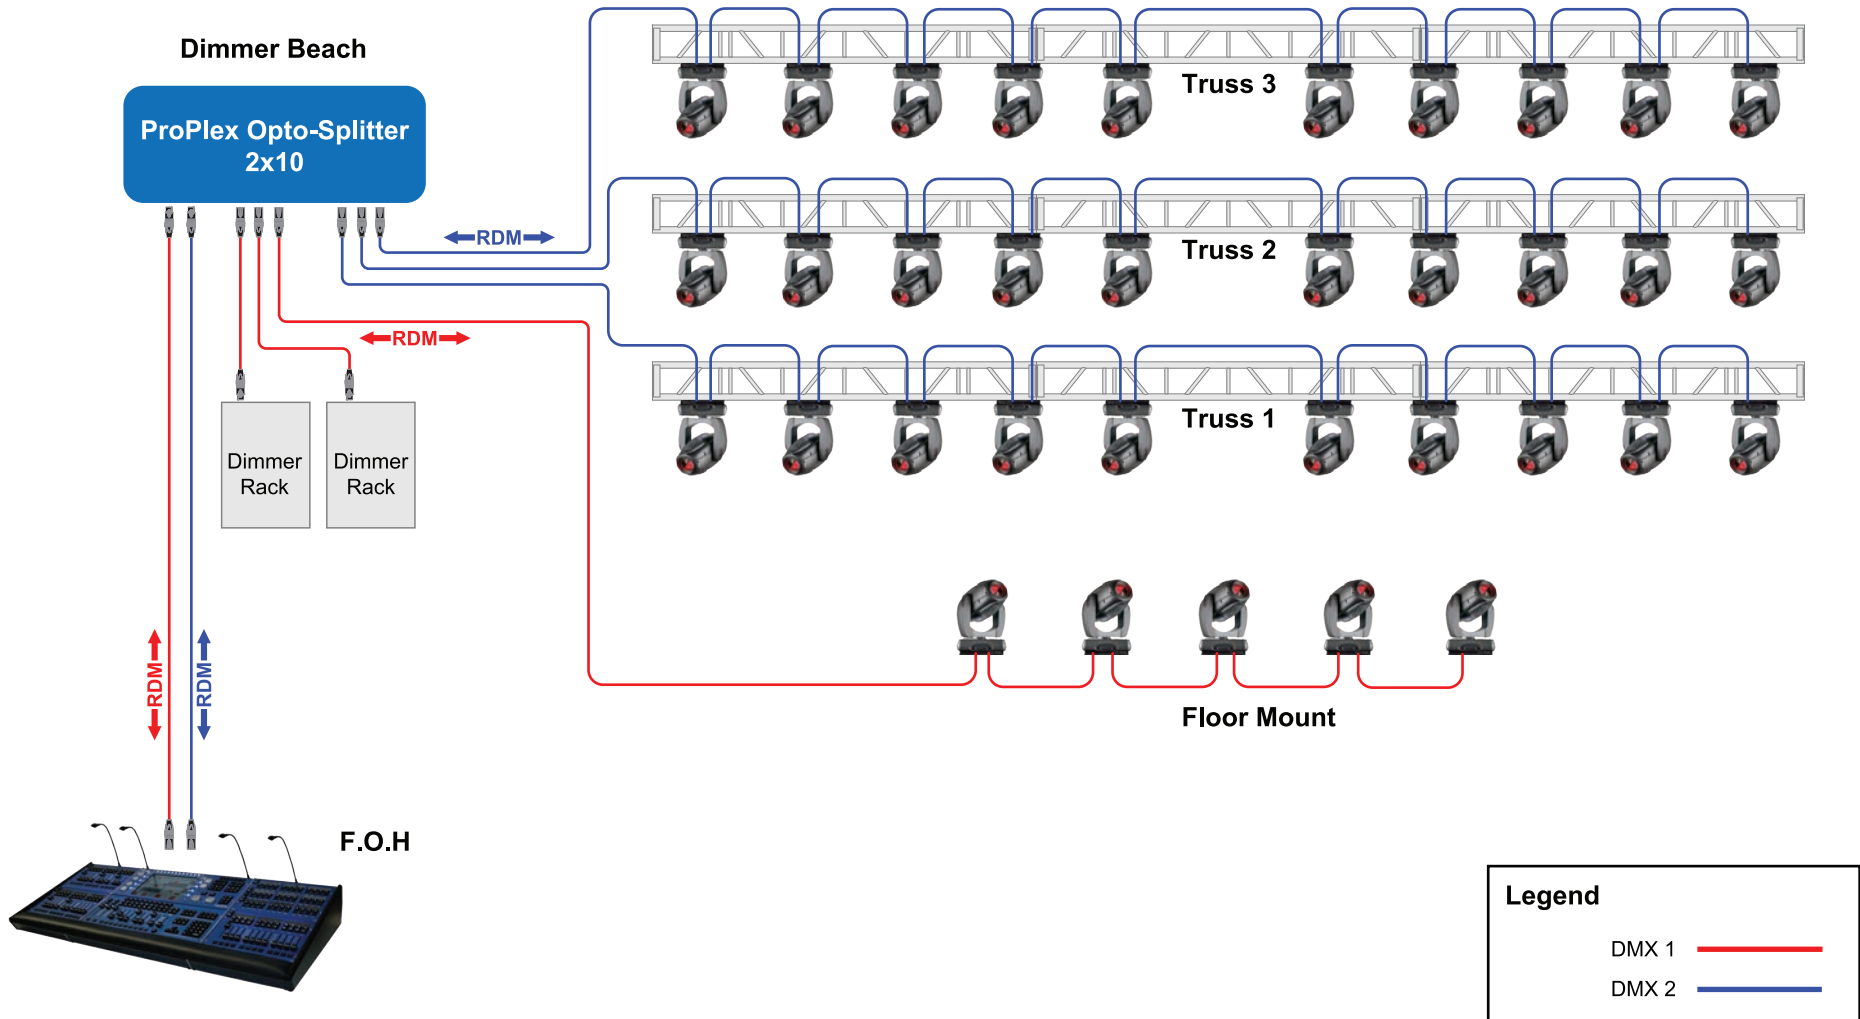 Dimmer Beach
ProPlex Opto-Splitter
2x10
RDM
RDM
Truss 3
Truss 2
Truss 1
Dimmer
Rack
Dimmer
Rack
RDM
RDM
Floor Mount
F.O.H
Legend
DMX 1
DMX 2